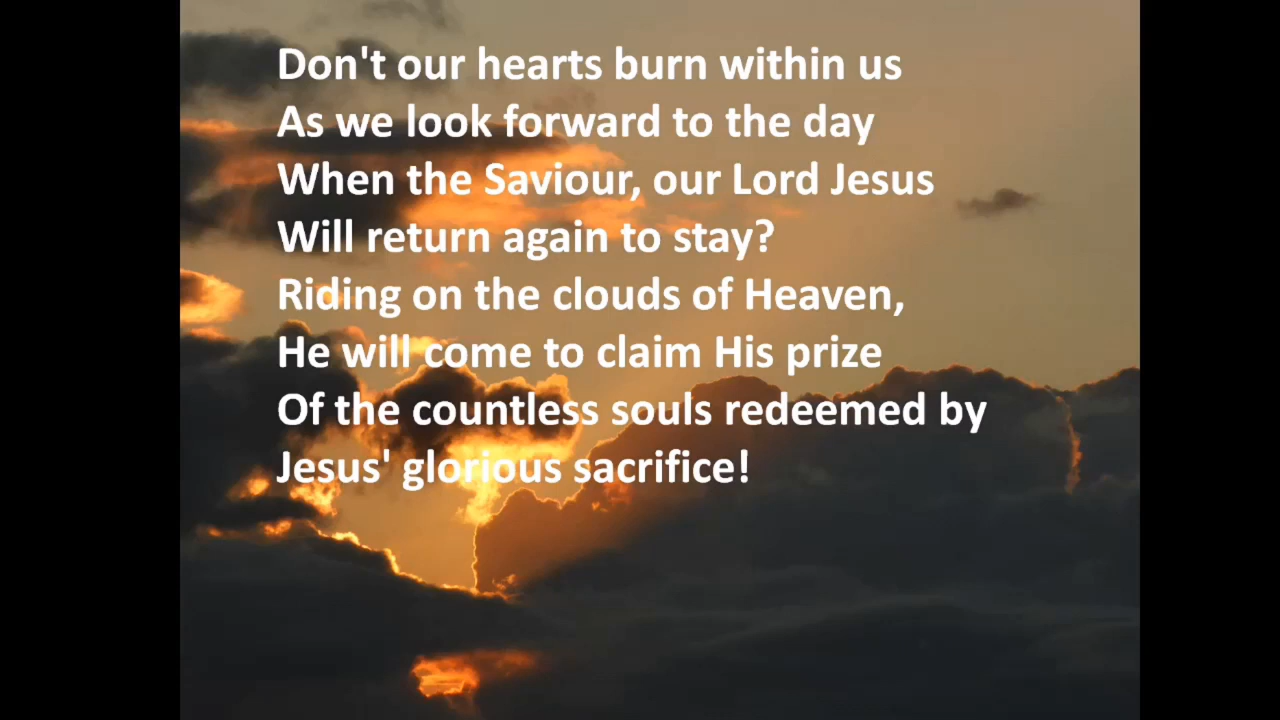 Don't our hearts burn within us
As we look forward to the day
When the Saviour, our Lord Jesus
Will return again to stay?
Riding on the clouds of Heaven,
He will come to claim His prize
Of the countless souls redeemed by
Jesus' glorious sacrifice!